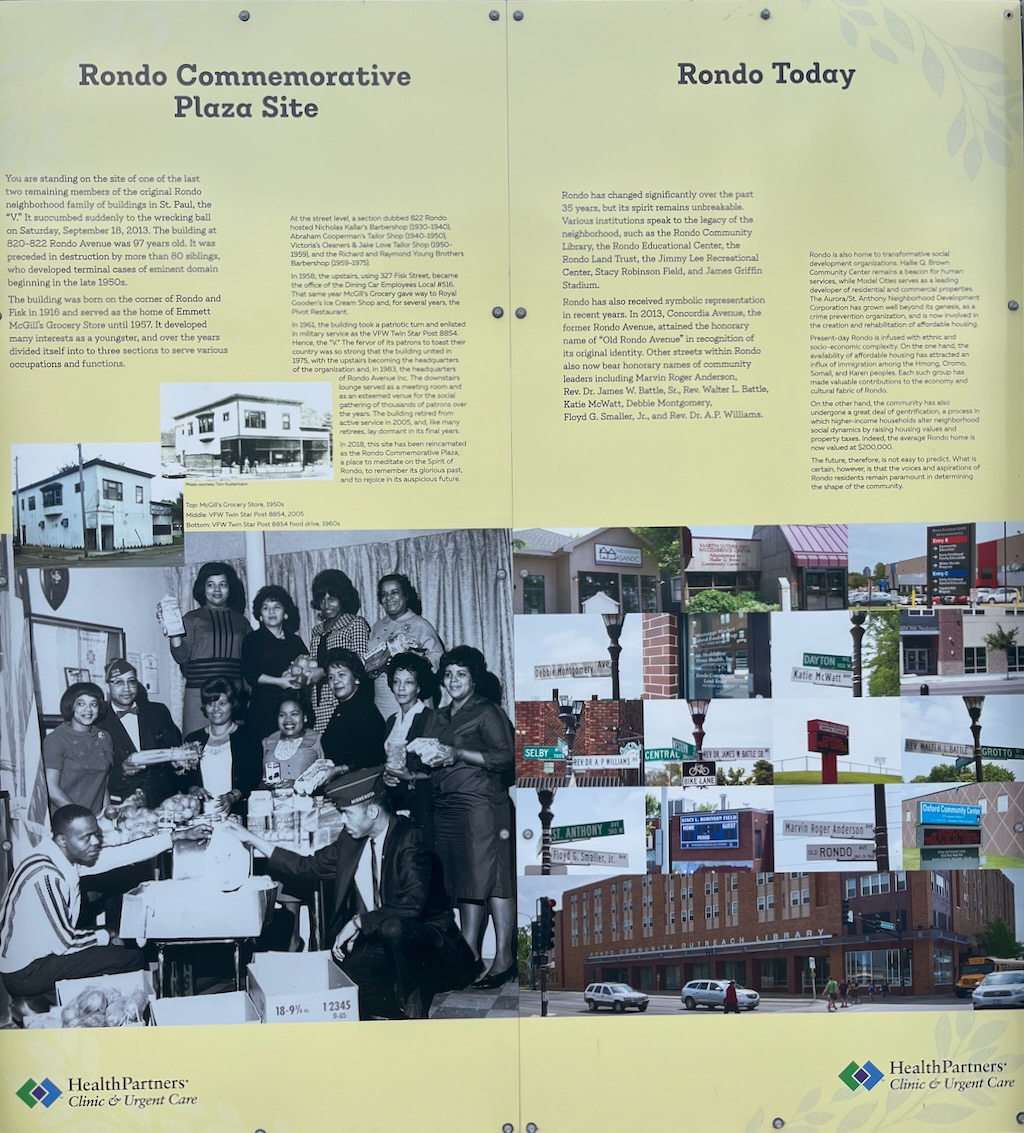 Rondo Commemorative
Plaza Site
You are standing on the site of one of the last
two remaining members of the original Rondo
neighborhood family of buildings in St. Paul, the
“V.” It succumbed suddenly to the wrecking ball
on Saturday, September 18, 2013. The building at
820-822 Rondo Avenue was 97 years old. It was
preceded in destruction by more than 80 siblings,
who developed terminal cases of eminent domain
beginning in the late 1950s.
The building was born on the corner of Rondo and
Fisk in 1916 and served as the home of Emmett
McGill's Grocery Store until 1957. It developed
many interests as a youngster, and over the years
divided itself into to three sections to serve various
occupations and functions.
At the street level, a section dubbed 822 Rondo
hosted Nicholas Kallar's Barbershop (1930-1940),
Abraham Cooperman's Tailor Shop (1940-1950),
Victoria's Cleaners & Jake Love Tailor Shop (1950-
1959), and the Richard and Raymond Young Brothers
Barbershop (1959-1975).
In 1958, the upstairs, using 327 Fisk Street, became
the office of the Dining Car Employees Local #516.
That same year McGill's Grocery gave way to Royal
Gooden's Ice Cream Shop and, for several years, the
Pivot Restaurant.
In 1961, the building took a patriotic turn and enlisted
in military service as the VFW Twin Star Post 8854.
Hence, the “V.” The fervor of its patrons to toast their
country was so strong that the building united in
1975, with the upstairs becoming the headquarters
of the organization and, in 1983, the headquarters
of Rondo Avenue Inc. The downstairs
lounge served as a meeting room and
as an esteemed venue for the social
gathering of thousands of patrons over
the years. The building retired from
active service in 2005, and, like many
retirees, lay dormant in its final years.
In 2018, this site has been reincarnated
as the Rondo Commemorative Plaza,
a place to meditate on the Spirit of
Rondo, to remember its glorious past,
and to rejoice in its auspicious future.
Top: McGill's Grocery Store, 1950s
Middle: VFW Twin Star Post 8854, 2005
Bottom: VFW Twin Star Post 8854 food drive, 1960s
18-9¾
12345
HealthPartners
Clinic & Urgent Care
Rondo Today
Rondo has changed significantly over the past
35 years, but its spirit remains unbreakable.
Various institutions speak to the legacy of the
neighborhood, such as the Rondo Community
Library, the Rondo Educational Center, the
Rondo Land Trust, the Jimmy Lee Recreational
Center, Stacy Robinson Field, and James Griffin
Stadium.
Rondo has also received symbolic representation
in recent years. In 2013, Concordia Avenue, the
former Rondo Avenue, attained the honorary
name of “Old Rondo Avenue” in recognition of
its original identity. Other streets within Rondo
also now bear honorary names of community
leaders including Marvin Roger Anderson,
Rev. Dr. James W. Battle, Sr., Rev. Walter L. Battle,
Katie McWatt, Debbie Montgomery,
Floyd G. Smaller, Jr., and Rev. Dr. A.P. Williams.
Rondo is also home to transformative social
development organizations. Hallie Q. Brown
Community Center remains a beacon for human
services, while Model Cities serves as a leading
developer of residential and commercial properties.
The Aurora/St. Anthony Neighborhood Development
Corporation has grown well beyond its genesis, as a
crime prevention organization, and is now involved in
the creation and rehabilitation of affordable housing.
Present-day Rondo is infused with ethnic and
socio-economic complexity. On the one hand, the
availability of affordable housing has attracted an
influx of immigration from among the Hmong, Oromo,
Somali, and Karen peoples. Each such group has
made valuable contributions to the economy and
cultural fabric of Rondo.
On the other hand, the community has also
undergone a great deal of gentrification, a process in
which higher-income households alter neighborhood
social dynamics by raising housing values and
property taxes. Indeed, the average Rondo home is
now valued at $200,000.
The future, therefore, is not easy to predict. What is
certain, however, is that the voices and aspirations of
Rondo residents remain paramount in determining
the shape of the community.
Entry B
Entry C
Debbie Montgomery Ave
DAYTON AVE
Katie McWatt
SELBY
REV DR. A P WILLIAMS
CENTRAL
REV DR. JAMES W BATTLE SR
BIKE LANE
REV WALTER L BATTLE
GROTTO
ST. ANTHONY
Floyd G. Smaller, Jr.
STACY L. ROBINSON FIELD
HOME
GUEST
PERIOD
Marvin Roger Anderson
RONDO AVE
Oxford Community Center
RONDO COMMUNITY OUTREACH LIBRARY
HealthPartners
Clinic & Urgent Care